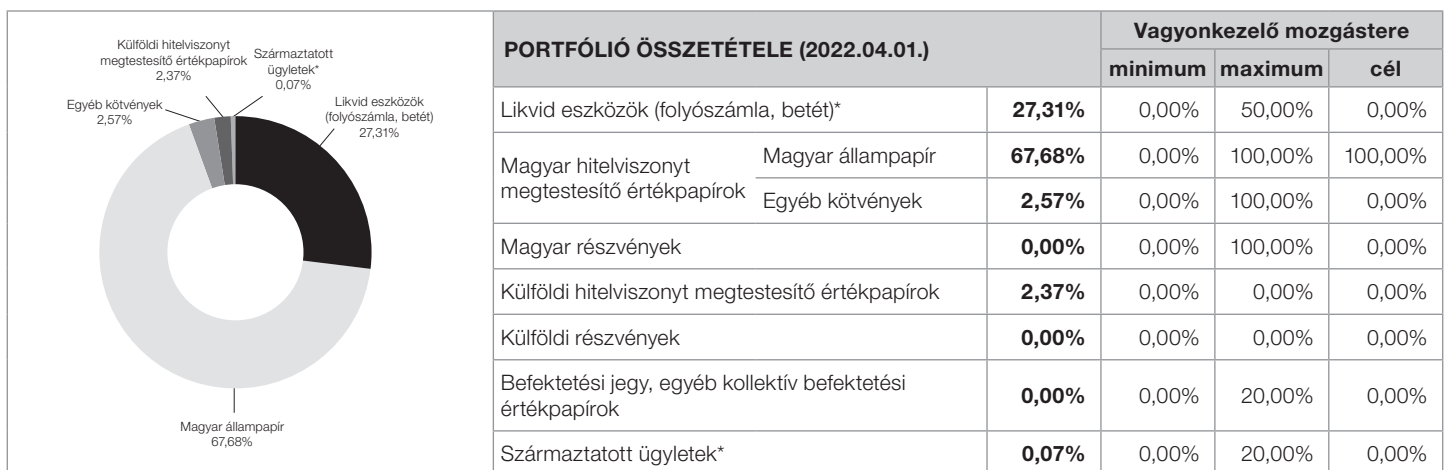 Külföldi hitelviszonyt
megtestesítő értékpapírok
2,37%
Származtatott
ügyletek*
0,07%
Egyéb kötvények
2,57%
Likvid eszközök
(folyószámla, betét)
27,31%
Magyar állampapír
67,68%
PORTFÓLIÓ ÖSSZETÉTELE (2022.04.01.)
Vagyonkezelő mozgástere
minimum maximum cél
Likvid eszközök (folyószámla, betét)* 27,31% 0,00% 50,00% 0,00%
Magyar hitelviszonyt
megtestesítő értékpapírok
Magyar állampapír 67,68% 0,00% 100,00% 100,00%
Egyéb kötvények 2,57% 0,00% 100,00% 0,00%
Magyar részvények 0,00% 0,00% 100,00% 0,00%
Külföldi hitelviszonyt megtestesítő értékpapírok 2,37% 0,00% 0,00% 0,00%
Külföldi részvények 0,00% 0,00% 0,00% 0,00%
Befektetési jegy, egyéb kollektív befektetési
értékpapírok 0,00% 0,00% 20,00% 0,00%
Származtatott ügyletek* 0,07% 0,00% 20,00% 0,00%